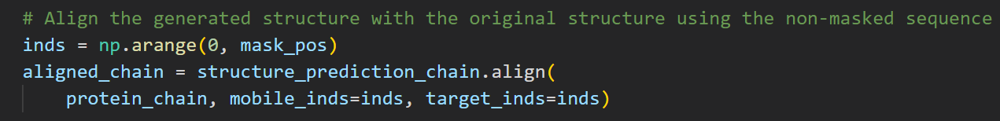 # Align the generated structure with the original structure using the non-masked sequence
inds = np.arange(0, mask_pos)
aligned_chain = structure_prediction_chain.align(
    protein_chain, mobile_inds=inds, target_inds=inds)